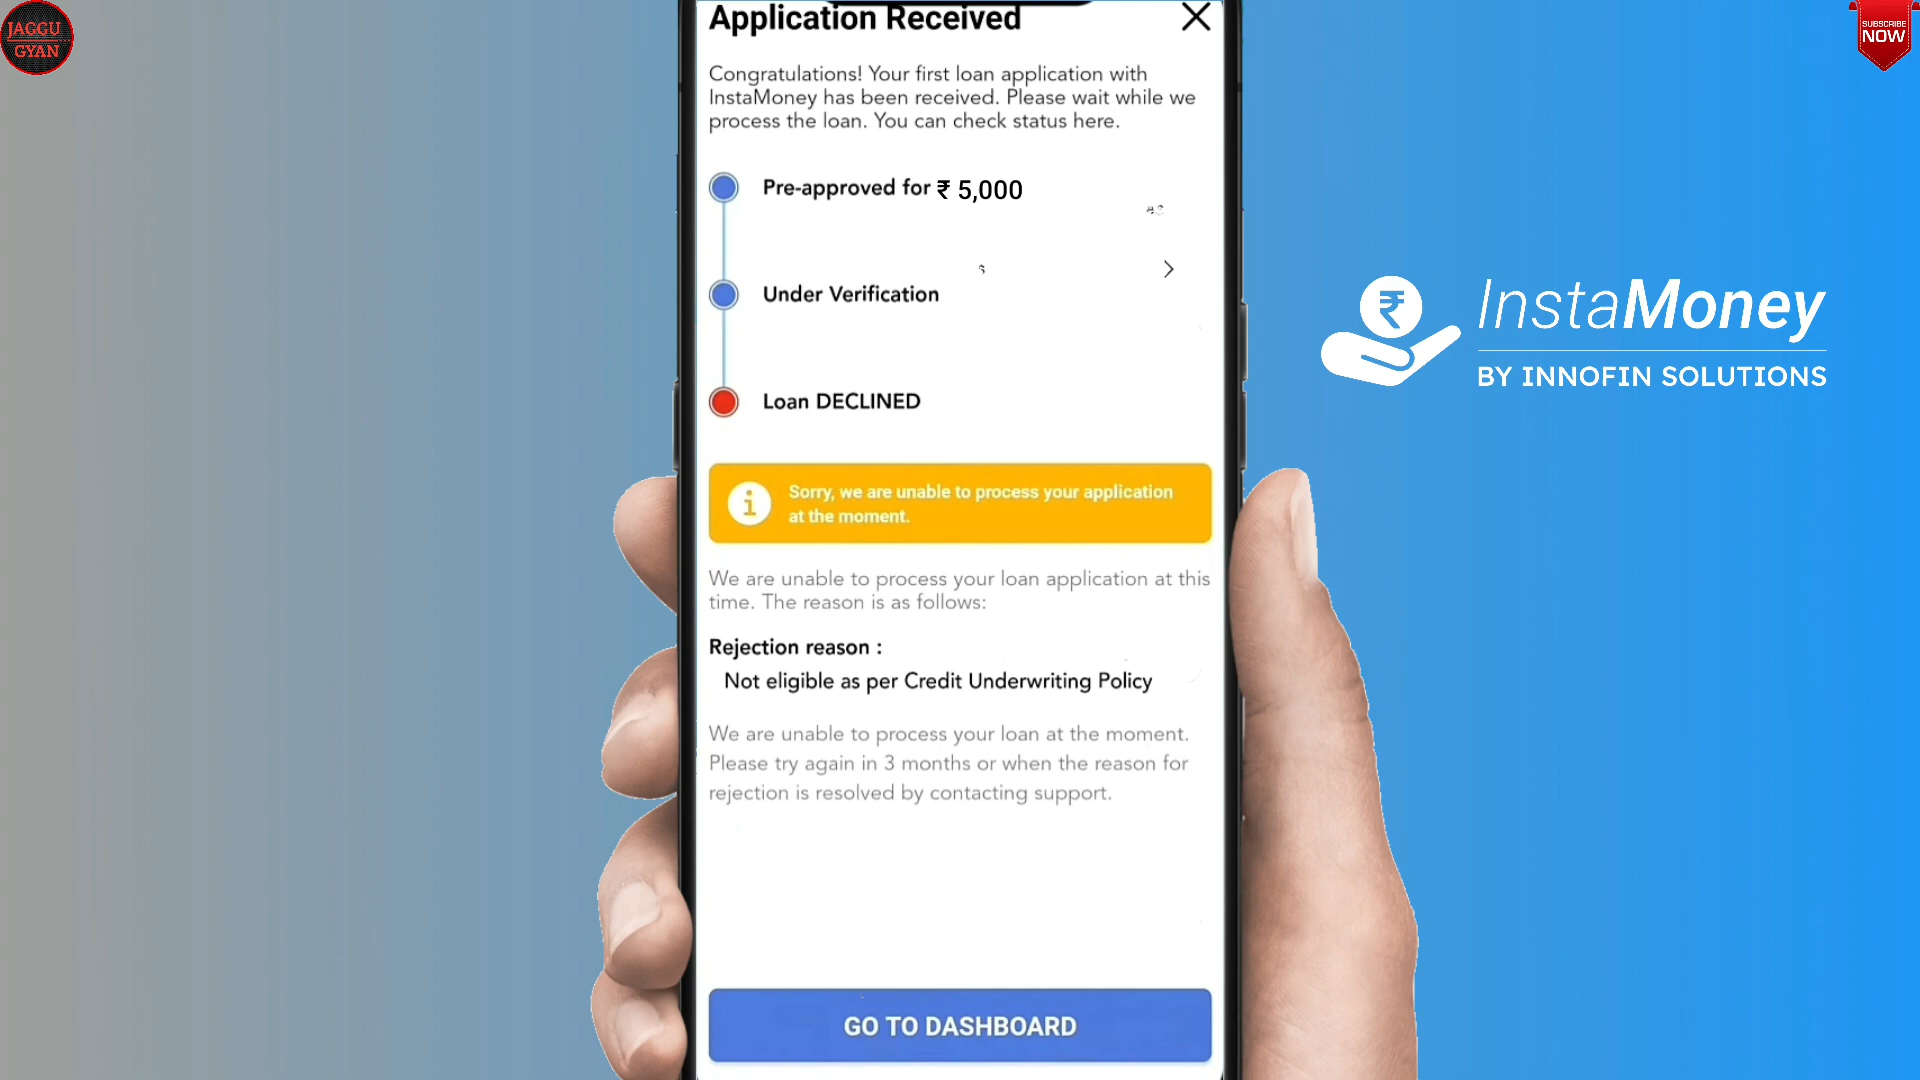 JAGGU
GYAN
SUBSCRIBE
NOW
Application Received
Congratulations! Your first loan application with
InstaMoney has been received. Please wait while we
process the loan. You can check status here.
Pre-approved for ₹ 5,000
Under Verification
Loan DECLINED
Sorry, we are unable to process your application
at the moment.
We are unable to process your loan application at this
time. The reason is as follows:
Rejection reason :
Not eligible as per Credit Underwriting Policy
We are unable to process your loan at the moment.
Please try again in 3 months or when the reason for
rejection is resolved by contacting support.
GO TO DASHBOARD
InstaMoney
BY INNOFIN SOLUTIONS